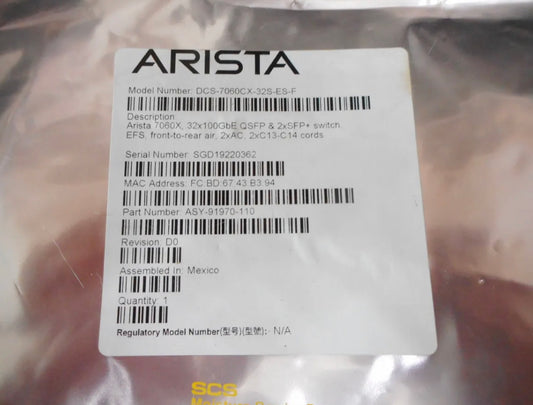 ARISTA
Model Number: DCS-7060CX-32S-ES-F
Description:
Arista 7060X, 32x100GbE QSFP & 2xSFP+ switch,
EFS, front-to-rear air, 2xAC, 2xC13-C14 cords
Serial Number: SGD19220362
MAC Address: FC:BD:67:43:B3:94
Part Number: ASY-91970-110
Revision: D0
Assembled in: Mexico
Quantity: 1
Regulatory Model Number(型号)(型號):- N/A
SCS